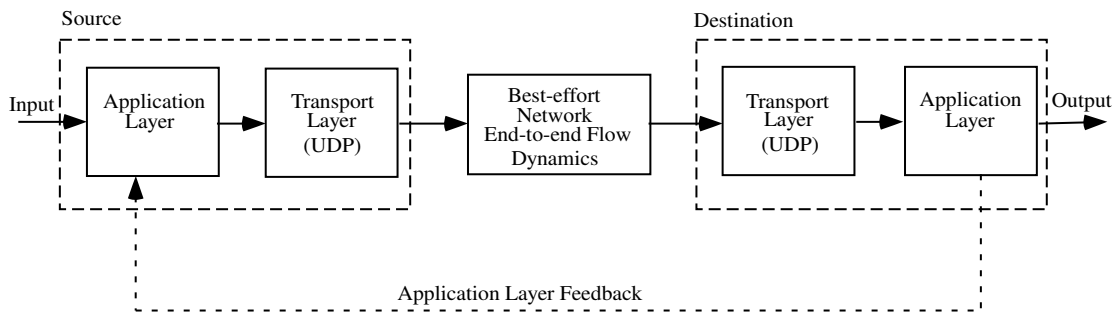 Source
Destination
Input
Application
Layer
Transport
Layer
(UDP)
Best-effort
Network
End-to-end Flow
Dynamics
Transport
Layer
(UDP)
Application
Layer
Output
Application Layer Feedback